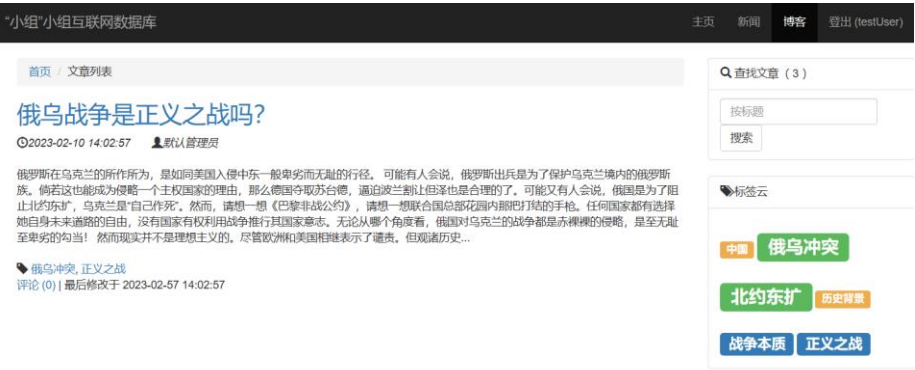 “小组”小组互联网数据库
主页 新闻 博客 登出 (testUser)
首页 / 文章列表
俄乌战争是正义之战吗？
2023-02-10 14:02:57 默认管理员
俄罗斯在乌克兰的所作所为，是如同美国入侵中东一般卑劣而无耻的行径。 可能有人会说，俄罗斯出兵是为了保护乌克兰境内的俄罗斯
族。倘若这也能成为侵略一个主权国家的理由，那么德国夺取苏台德，逼迫波兰割让但泽也是合理的了。可能又有人会说，俄国是为了阻
止北约东扩，乌克兰是“自己作死”。然而，请想一想《巴黎非战公约》，请想一想联合国总部花园内那把打结的手枪。任何国家都有选择
她自身未来道路的自由，没有国家有权利用战争推行其国家意志。无论从哪个角度看，俄国对乌克兰的战争都是赤裸裸的侵略，是至无耻
至卑劣的勾当！ 然而现实并不是理想主义的。尽管欧洲和美国相继表示了谴责。但观诸历史...
俄乌冲突, 正义之战
评论 (0) | 最后修改于 2023-02-57 14:02:57
查找文章（3）
按标题
搜索
标签云
中国 俄乌冲突
北约东扩 历史背景
战争本质 正义之战